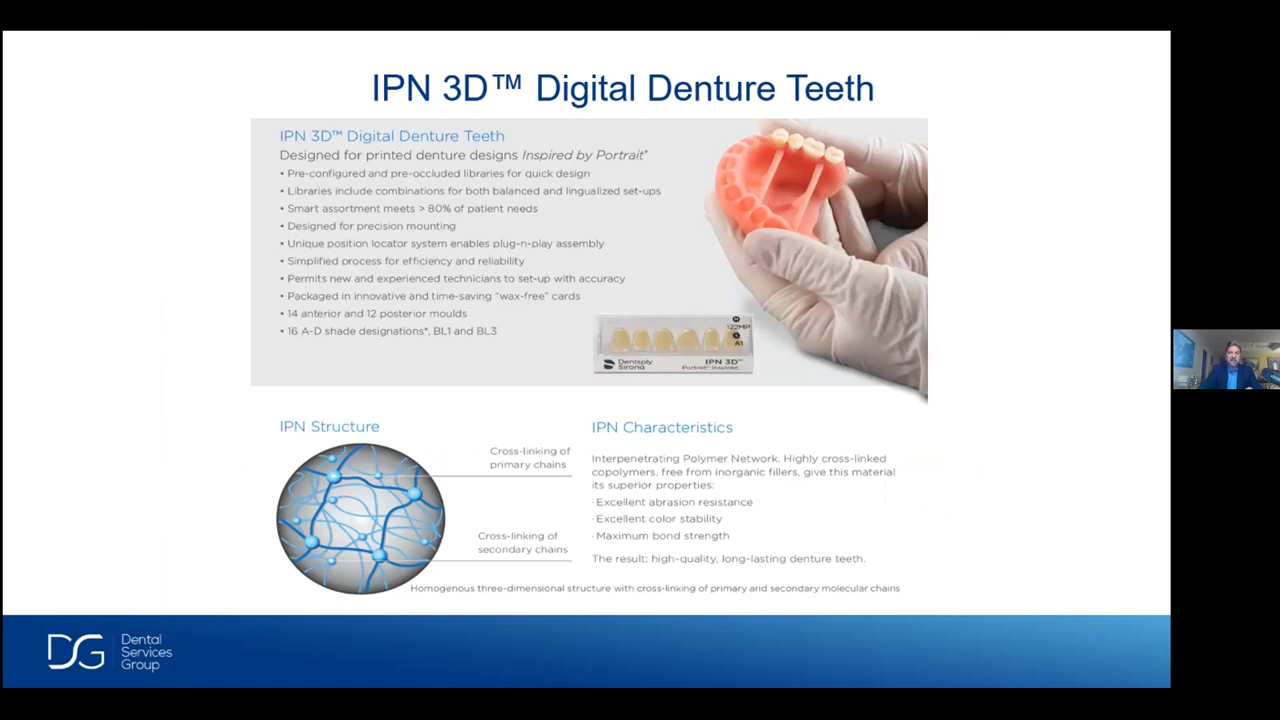 IPN 3D™ Digital Denture Teeth
IPN 3D™ Digital Denture Teeth
Designed for printed denture designs Inspired by Portrait*
• Pre-configured and pre-occluded libraries for quick design
• Libraries include combinations for both balanced and lingualized set-ups
• Smart assortment meets > 80% of patient needs
• Designed for precision mounting
• Unique position locator system enables plug-n-play assembly
• Simplified process for efficiency and reliability
• Permits new and experienced technicians to set-up with accuracy
• Packaged in innovative and time-saving “wax-free” cards
• 14 anterior and 12 posterior moulds
• 16 A-D shade designations*, BL1 and BL3
122MP
A1
Dentsply
Sirona
IPN 3D™
Portrait™ Inspired
IPN Structure
Cross-linking of
primary chains
Cross-linking of
secondary chains
IPN Characteristics
Interpenetrating Polymer Network. Highly cross-linked
copolymers, free from inorganic fillers, give this material
its superior properties:
· Excellent abrasion resistance
· Excellent color stability
· Maximum bond strength
The result: high-quality, long-lasting denture teeth.
Homogenous three-dimensional structure with cross-linking of primary and secondary molecular chains
DG
Dental
Services
Group